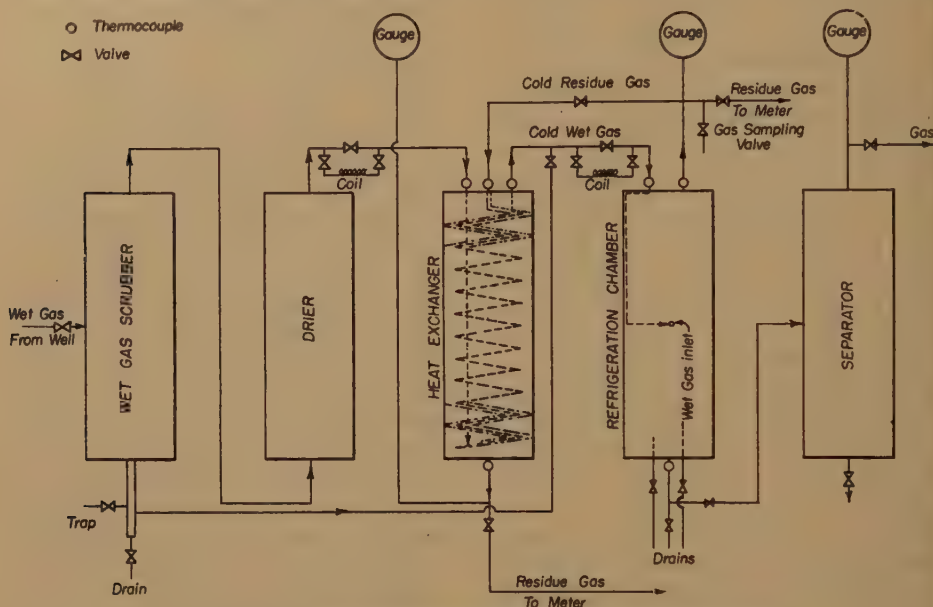 Thermocouple
Valve
Gauge
Gauge
Gauge
Cold Residue Gas
Residue Gas
To Meter
Gas Sampling
Valve
Cold Wet Gas
Gas
Coil
Coil
Wet Gas
From Well
WET GAS SCRUBBER
DRIER
HEAT EXCHANGER
REFRIGERATION CHAMBER
Wet Gas inlet
SEPARATOR
Trap
Drain
Drains
Residue Gas
To Meter